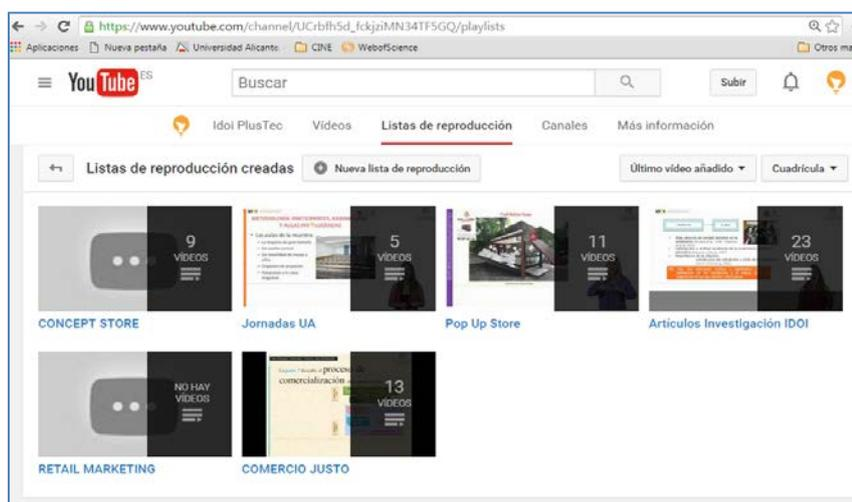 https://www.youtube.com/channel/UCrbfh5d_fckjziMN34TF5GQ/playlists
Aplicaciones Nueva pestaña Universidad Alicante. CINE WebofScience Otros ma
YouTube ES Buscar Subir
Idoi PlusTec Vídeos Listas de reproducción Canales Más información
Listas de reproducción creadas Nueva lista de reproducción Último vídeo añadido Cuadrícula
9
VÍDEOS
CONCEPT STORE
5
VÍDEOS
Jornadas UA
11
VÍDEOS
Pop Up Store
23
VÍDEOS
Artículos Investigación IDOI
NO HAY
VÍDEOS
RETAIL MARKETING
proceso
comercialización
13
VÍDEOS
COMERCIO JUSTO